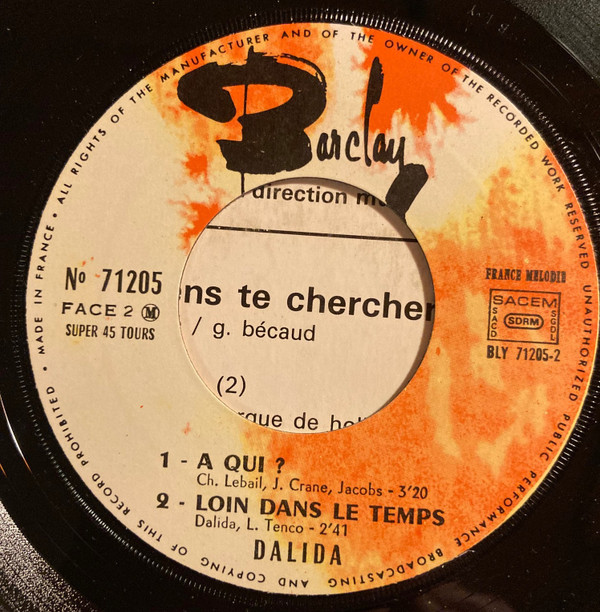 ALL RIGHTS OF THE MANUFACTURER AND OF THE OWNER OF THE RECORDED WORK RESERVED UNAUTHORIZED PUBLIC PERFORMANCE BROADCASTING AND COPYING OF THIS RECORD PROHIBITED • MADE IN FRANCE •
Barclay
direction
ns te chercher
/ g. bécaud
(2)
No 71205
FACE 2 M
SUPER 45 TOURS
FRANCE MELODIE
SACEM
SACD SDRM SGDL
BLY 71205-2
1 - A QUI ?
Ch. Lebail, J. Crane, Jacobs - 3'20
2 - LOIN DANS LE TEMPS
Dalida, L. Tenco - 2'41
DALIDA